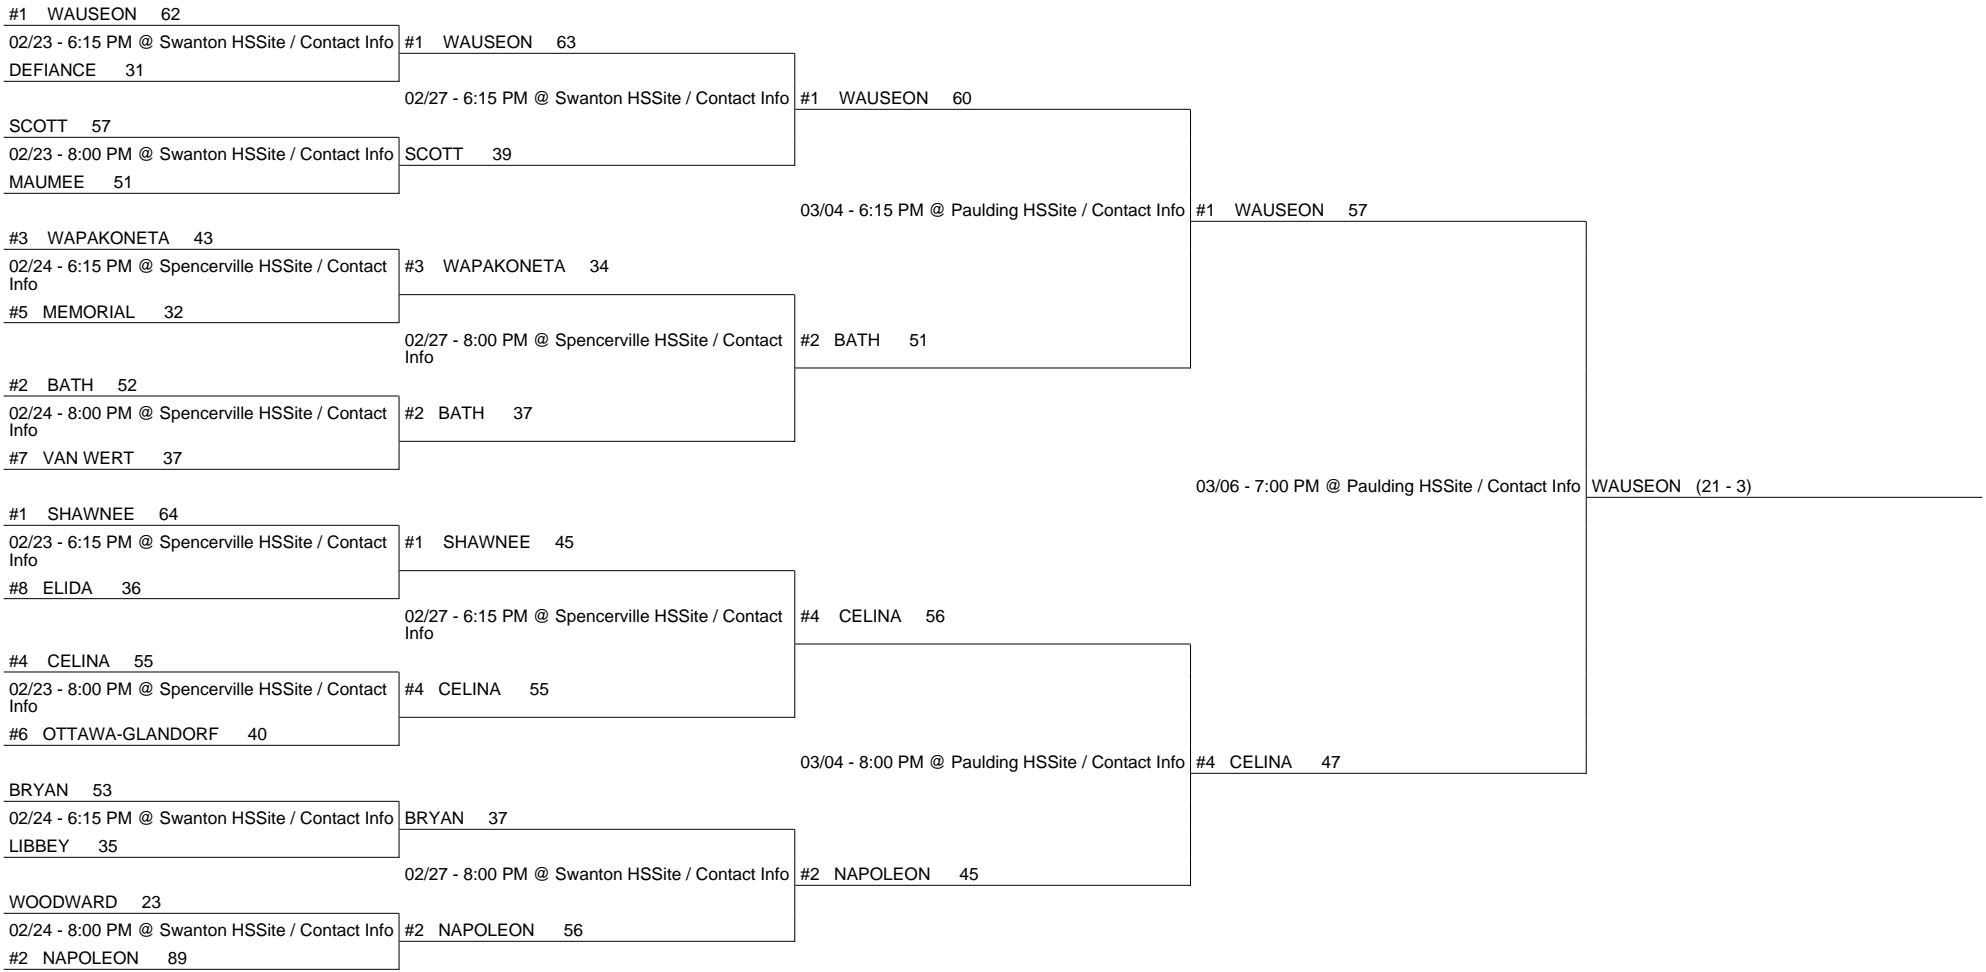 #1 WAUSEON 62
02/23 - 6:15 PM @ Swanton HSSite / Contact Info
DEFIANCE 31
SCOTT 57
02/23 - 8:00 PM @ Swanton HSSite / Contact Info
MAUMEE 51
#3 WAPAKONETA 43
02/24 - 6:15 PM @ Spencerville HSSite / Contact
Info
#5 MEMORIAL 32
#2 BATH 52
02/24 - 8:00 PM @ Spencerville HSSite / Contact
Info
#7 VAN WERT 37
#1 SHAWNEE 64
02/23 - 6:15 PM @ Spencerville HSSite / Contact
Info
#8 ELIDA 36
#4 CELINA 55
02/23 - 8:00 PM @ Spencerville HSSite / Contact
Info
#6 OTTAWA-GLANDORF 40
BRYAN 53
02/24 - 6:15 PM @ Swanton HSSite / Contact Info
LIBBEY 35
WOODWARD 23
02/24 - 8:00 PM @ Swanton HSSite / Contact Info
#2 NAPOLEON 89
#1 WAUSEON 63
02/27 - 6:15 PM @ Swanton HSSite / Contact Info
SCOTT 39
#3 WAPAKONETA 34
02/27 - 8:00 PM @ Spencerville HSSite / Contact
Info
#2 BATH 37
#1 SHAWNEE 45
02/27 - 6:15 PM @ Spencerville HSSite / Contact
Info
#4 CELINA 55
BRYAN 37
02/27 - 8:00 PM @ Swanton HSSite / Contact Info
#2 NAPOLEON 56
#1 WAUSEON 60
03/04 - 6:15 PM @ Paulding HSSite / Contact Info
#2 BATH 51
#4 CELINA 56
03/04 - 8:00 PM @ Paulding HSSite / Contact Info
#2 NAPOLEON 45
#1 WAUSEON 57
03/06 - 7:00 PM @ Paulding HSSite / Contact Info
#4 CELINA 47
WAUSEON (21 - 3)